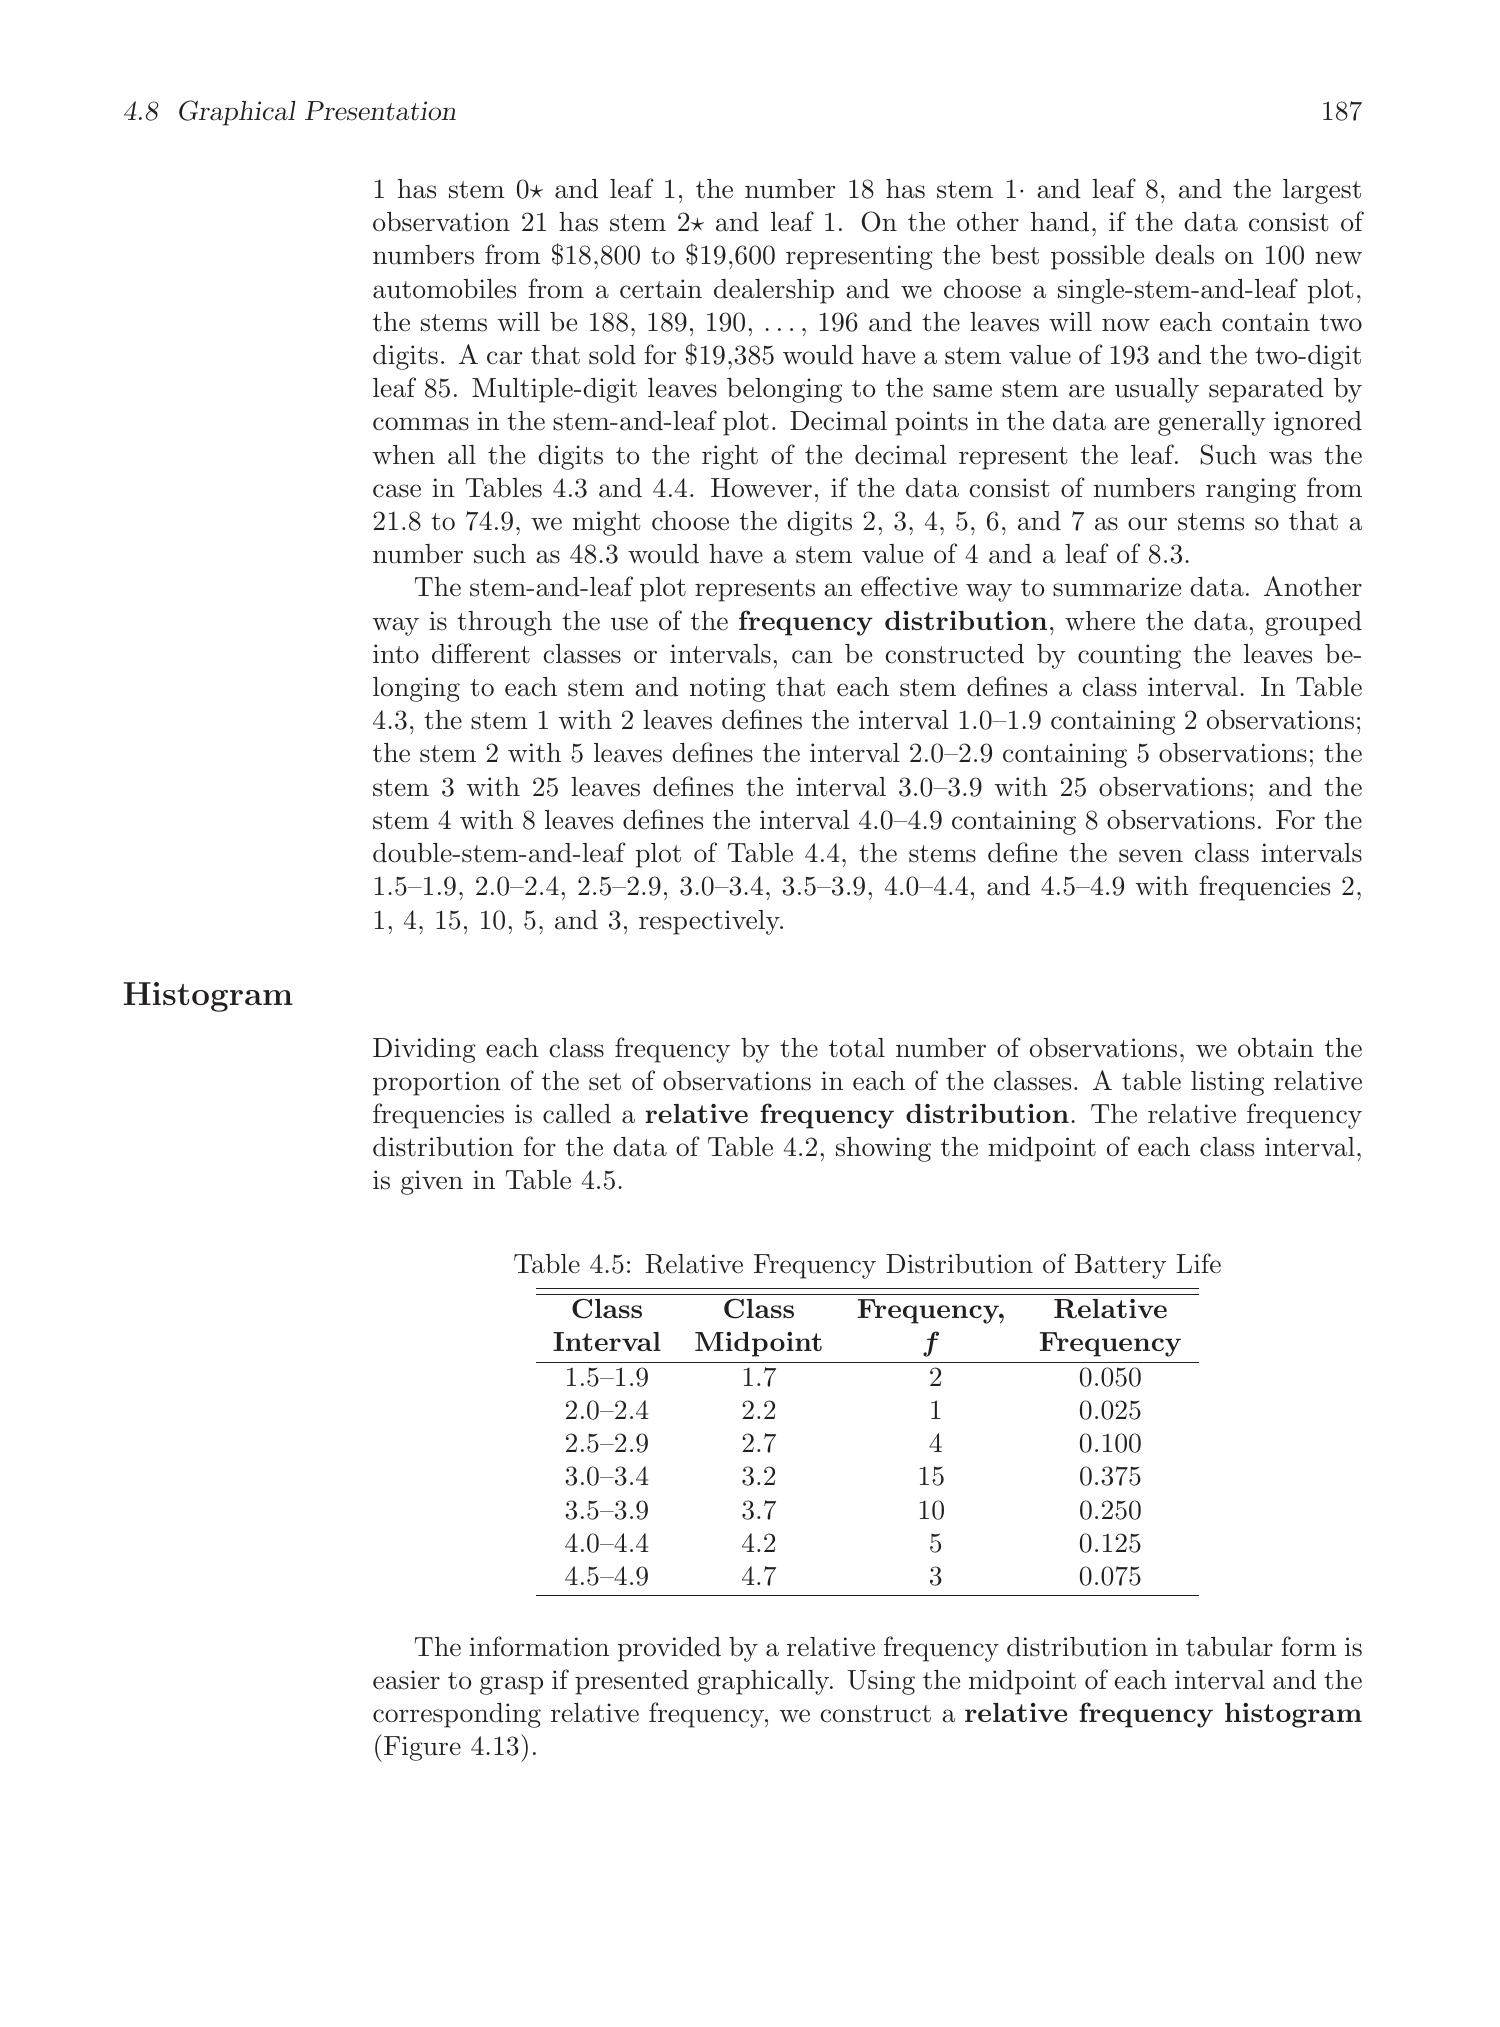 4.8 Graphical Presentation 187
1 has stem 0⋆ and leaf 1, the number 18 has stem 1· and leaf 8, and the largest
observation 21 has stem 2⋆ and leaf 1. On the other hand, if the data consist of
numbers from $18,800 to $19,600 representing the best possible deals on 100 new
automobiles from a certain dealership and we choose a single-stem-and-leaf plot,
the stems will be 188, 189, 190, . . . , 196 and the leaves will now each contain two
digits. A car that sold for $19,385 would have a stem value of 193 and the two-digit
leaf 85. Multiple-digit leaves belonging to the same stem are usually separated by
commas in the stem-and-leaf plot. Decimal points in the data are generally ignored
when all the digits to the right of the decimal represent the leaf. Such was the
case in Tables 4.3 and 4.4. However, if the data consist of numbers ranging from
21.8 to 74.9, we might choose the digits 2, 3, 4, 5, 6, and 7 as our stems so that a
number such as 48.3 would have a stem value of 4 and a leaf of 8.3.
The stem-and-leaf plot represents an effective way to summarize data. Another
way is through the use of the frequency distribution, where the data, grouped
into different classes or intervals, can be constructed by counting the leaves be-
longing to each stem and noting that each stem defines a class interval. In Table
4.3, the stem 1 with 2 leaves defines the interval 1.0–1.9 containing 2 observations;
the stem 2 with 5 leaves defines the interval 2.0–2.9 containing 5 observations; the
stem 3 with 25 leaves defines the interval 3.0–3.9 with 25 observations; and the
stem 4 with 8 leaves defines the interval 4.0–4.9 containing 8 observations. For the
double-stem-and-leaf plot of Table 4.4, the stems define the seven class intervals
1.5–1.9, 2.0–2.4, 2.5–2.9, 3.0–3.4, 3.5–3.9, 4.0–4.4, and 4.5–4.9 with frequencies 2,
1, 4, 15, 10, 5, and 3, respectively.
Histogram
Dividing each class frequency by the total number of observations, we obtain the
proportion of the set of observations in each of the classes. A table listing relative
frequencies is called a relative frequency distribution. The relative frequency
distribution for the data of Table 4.2, showing the midpoint of each class interval,
is given in Table 4.5.
Table 4.5: Relative Frequency Distribution of Battery Life
Class Class Frequency, Relative
Interval Midpoint f Frequency
1.5–1.9 1.7 2 0.050
2.0–2.4 2.2 1 0.025
2.5–2.9 2.7 4 0.100
3.0–3.4 3.2 15 0.375
3.5–3.9 3.7 10 0.250
4.0–4.4 4.2 5 0.125
4.5–4.9 4.7 3 0.075
The information provided by a relative frequency distribution in tabular form is
easier to grasp if presented graphically. Using the midpoint of each interval and the
corresponding relative frequency, we construct a relative frequency histogram
(Figure 4.13).